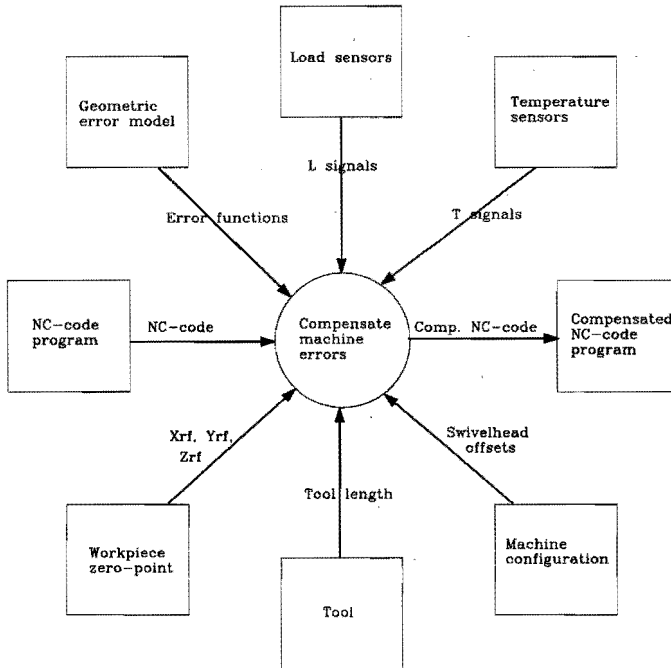 Load sensors
Geometric
error model
Temperature
sensors
L signals
Error functions
T signals
NC-code
program
NC-code
Compensate
machine
errors
Comp. NC-code
Compensated
NC-code
program
Xrf, Yrf,
Zrf
Swivelhead
offsets
Tool length
Workpiece
zero-point
Tool
Machine
configuration